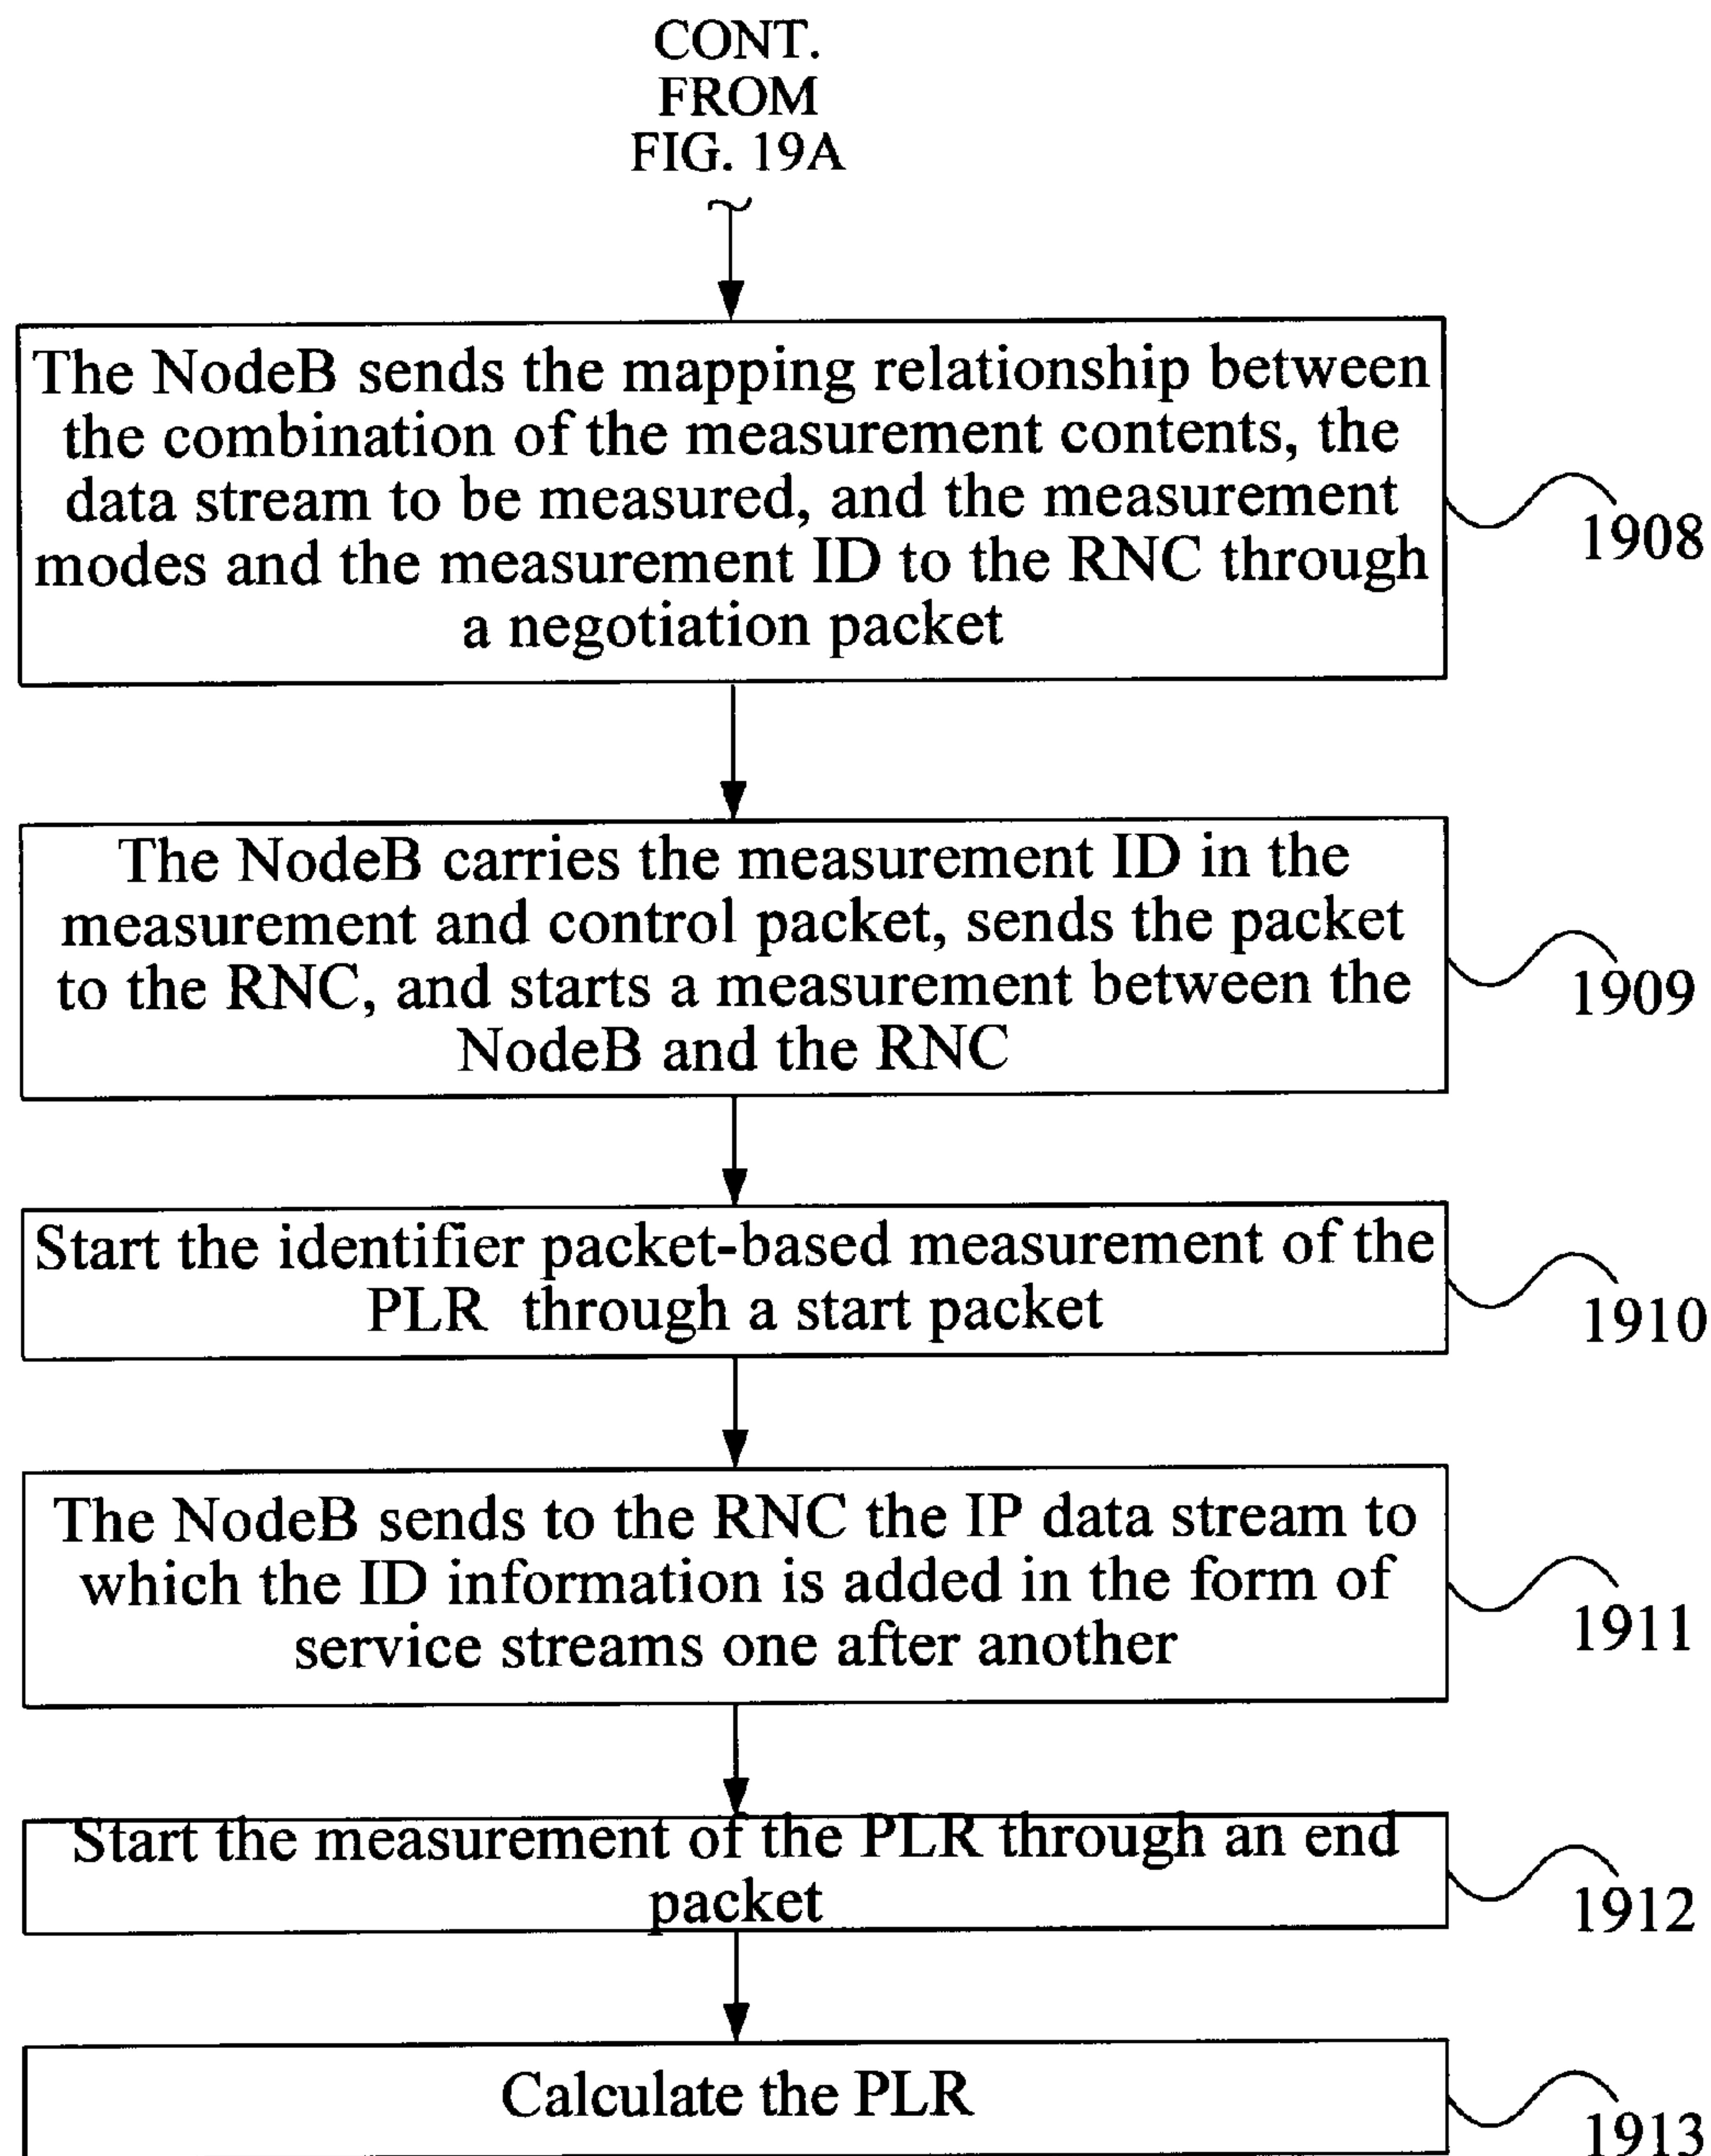 CONT.
FROM
FIG. 19A
The NodeB sends the mapping relationship between
the combination of the measurement contents, the
data stream to be measured, and the measurement
modes and the measurement ID to the RNC through
a negotiation packet
1908
The NodeB carries the measurement ID in the
measurement and control packet, sends the packet
to the RNC, and starts a measurement between the
NodeB and the RNC
1909
Start the identifier packet-based measurement of the
PLR through a start packet
1910
The NodeB sends to the RNC the IP data stream to
which the ID information is added in the form of
service streams one after another
1911
Start the measurement of the PLR through an end
packet
1912
Calculate the PLR
1913